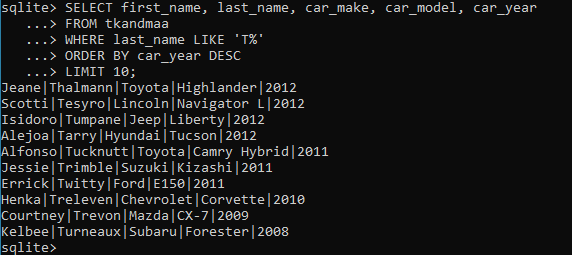 sqlite> SELECT first_name, last_name, car_make, car_model, car_year
   ...> FROM tkandmaa
   ...> WHERE last_name LIKE 'T%'
   ...> ORDER BY car_year DESC
   ...> LIMIT 10;
Jeane|Thalmann|Toyota|Highlander|2012
Scotti|Tesyro|Lincoln|Navigator L|2012
Isidoro|Tumpane|Jeep|Liberty|2012
Alejoa|Tarry|Hyundai|Tucson|2012
Alfonso|Tucknutt|Toyota|Camry Hybrid|2011
Jessie|Trimble|Suzuki|Kizashi|2011
Errick|Twitty|Ford|E150|2011
Henka|Treleven|Chevrolet|Corvette|2010
Courtney|Trevon|Mazda|CX-7|2009
Kelbee|Turneaux|Subaru|Forester|2008
sqlite>